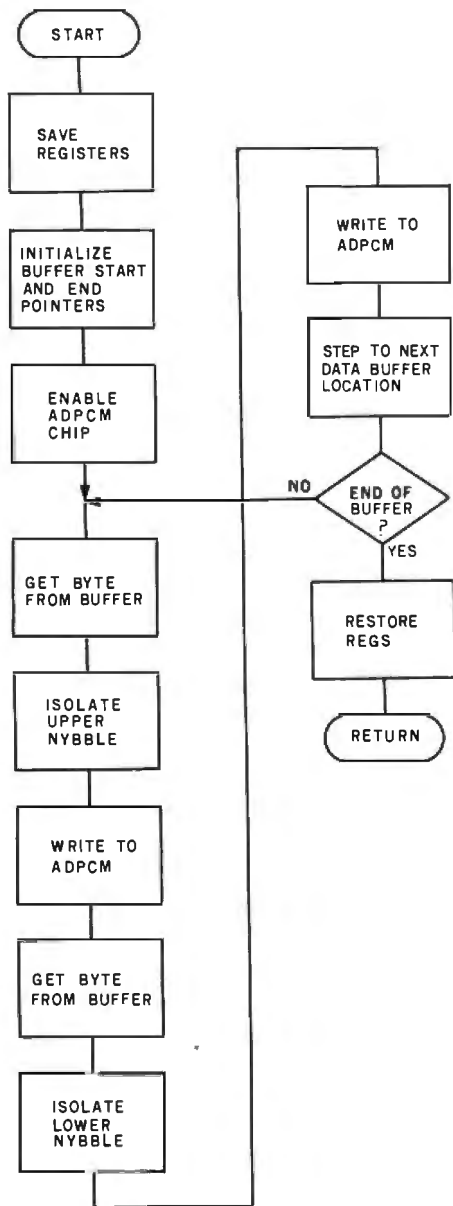 START
SAVE
REGISTERS
INITIALIZE
BUFFER START
AND END
POINTERS
ENABLE
ADPCM
CHIP
GET BYTE
FROM BUFFER
ISOLATE
UPPER
NYBBLE
WRITE TO
ADPCM
GET BYTE
FROM BUFFER
ISOLATE
LOWER
NYBBLE
WRITE TO
ADPCM
STEP TO NEXT
DATA BUFFER
LOCATION
NO
END OF
BUFFER
?
YES
RESTORE
REGS
RETURN